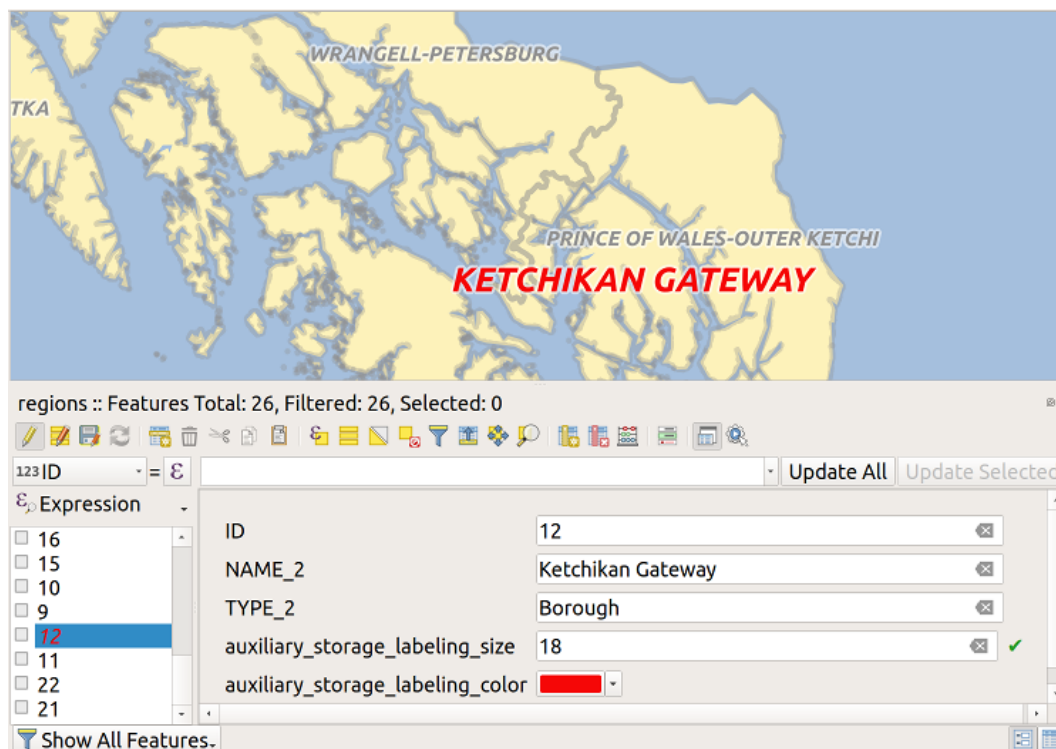 WRANGELL-PETERSBURG
TKA
PRINCE OF WALES-OUTER KETCHI
KETCHIKAN GATEWAY
regions :: Features Total: 26, Filtered: 26, Selected: 0
123 ID = ε Update All Update Selected
Expression
ID 12
NAME_2 Ketchikan Gateway
TYPE_2 Borough
auxiliary_storage_labeling_size 18
auxiliary_storage_labeling_color
16
15
10
9
12
11
22
21
Show All Features